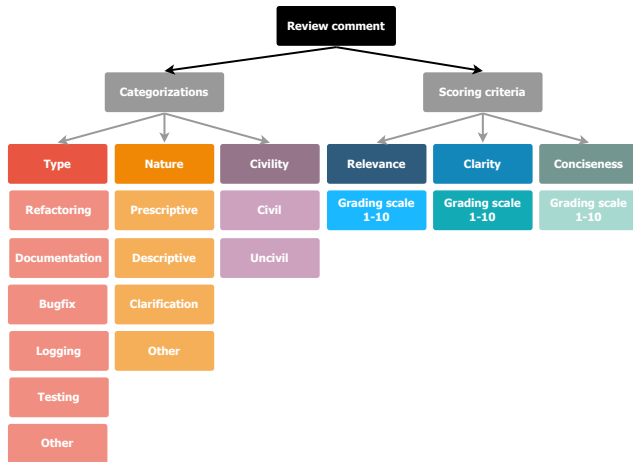 Review comment
Categorizations
Scoring criteria
Type
Nature
Civility
Relevance
Clarity
Conciseness
Refactoring
Prescriptive
Civil
Grading scale
1-10
Grading scale
1-10
Grading scale
1-10
Documentation
Descriptive
Uncivil
Bugfix
Clarification
Logging
Other
Testing
Other